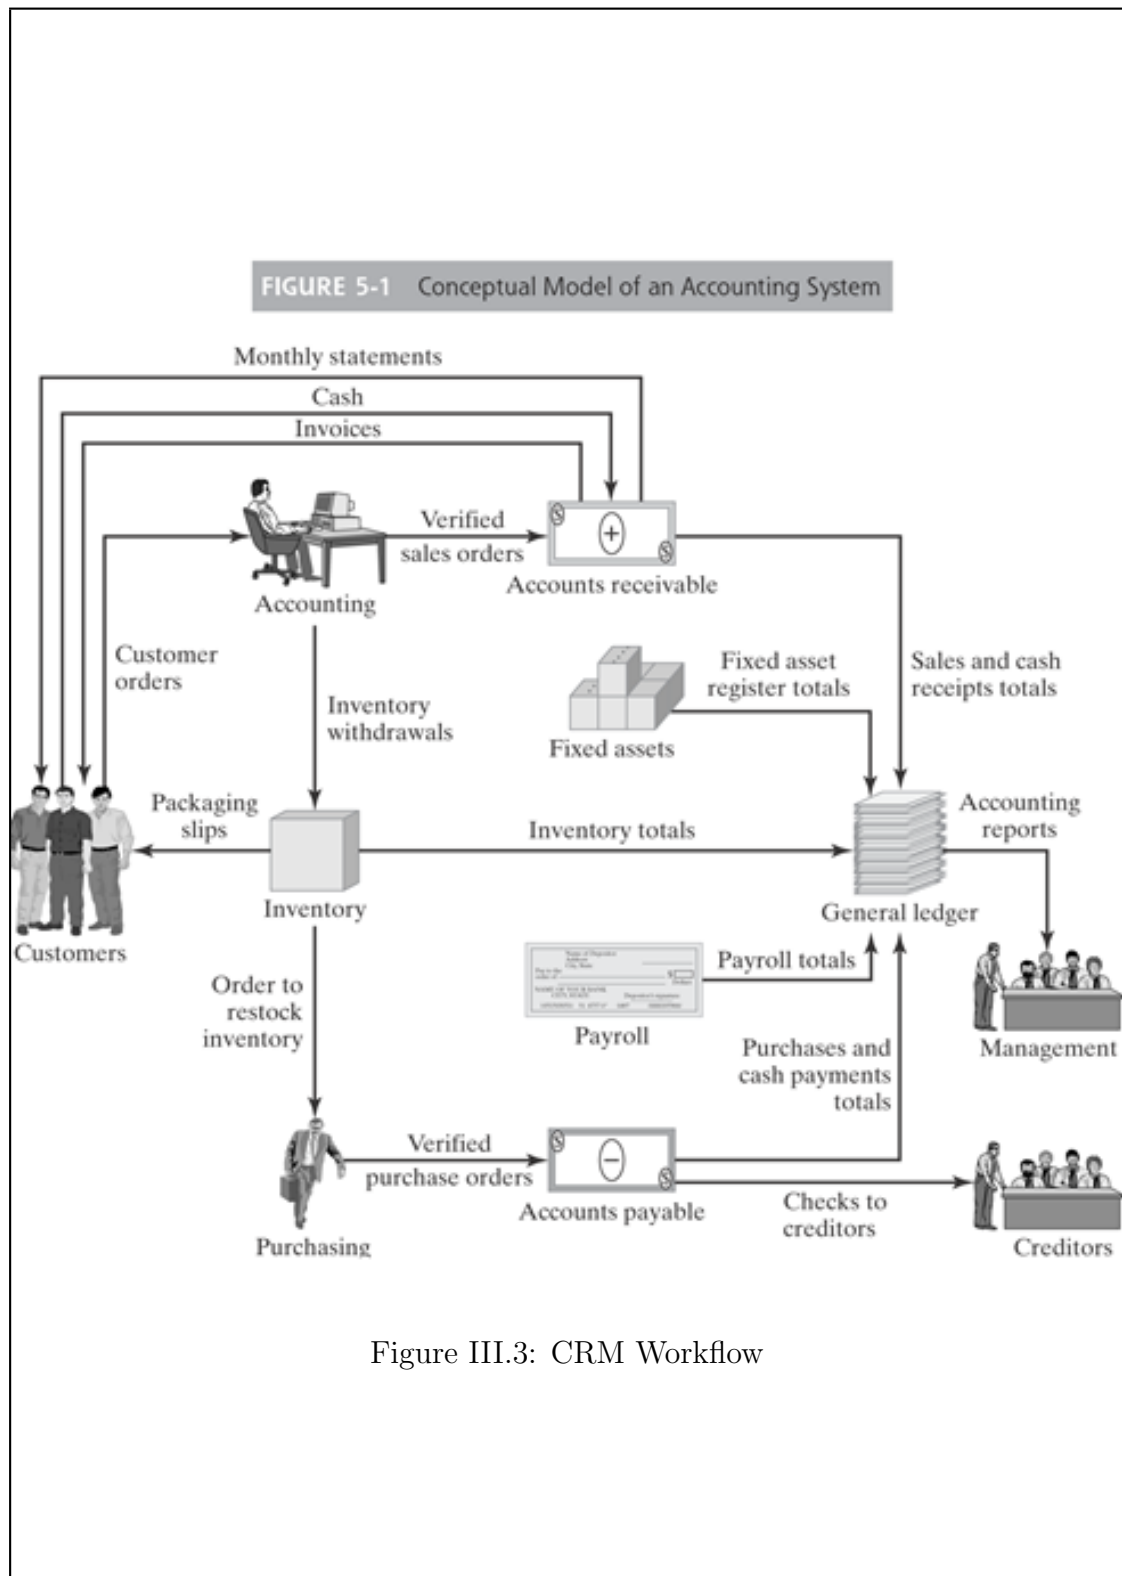 FIGURE 5-1 Conceptual Model of an Accounting System
Monthly statements
Cash
Invoices
Verified
sales orders
Accounts receivable
Accounting
Customer
orders
Inventory
withdrawals
Fixed asset
register totals
Sales and cash
receipts totals
Fixed assets
Packaging
slips
Inventory totals
Accounting
reports
Inventory
General ledger
Customers
Order to
restock
inventory
Payroll totals
Payroll
Management
Purchases and
cash payments
totals
Verified
purchase orders
Accounts payable
Checks to
creditors
Purchasing
Creditors
Figure III.3: CRM Workflow